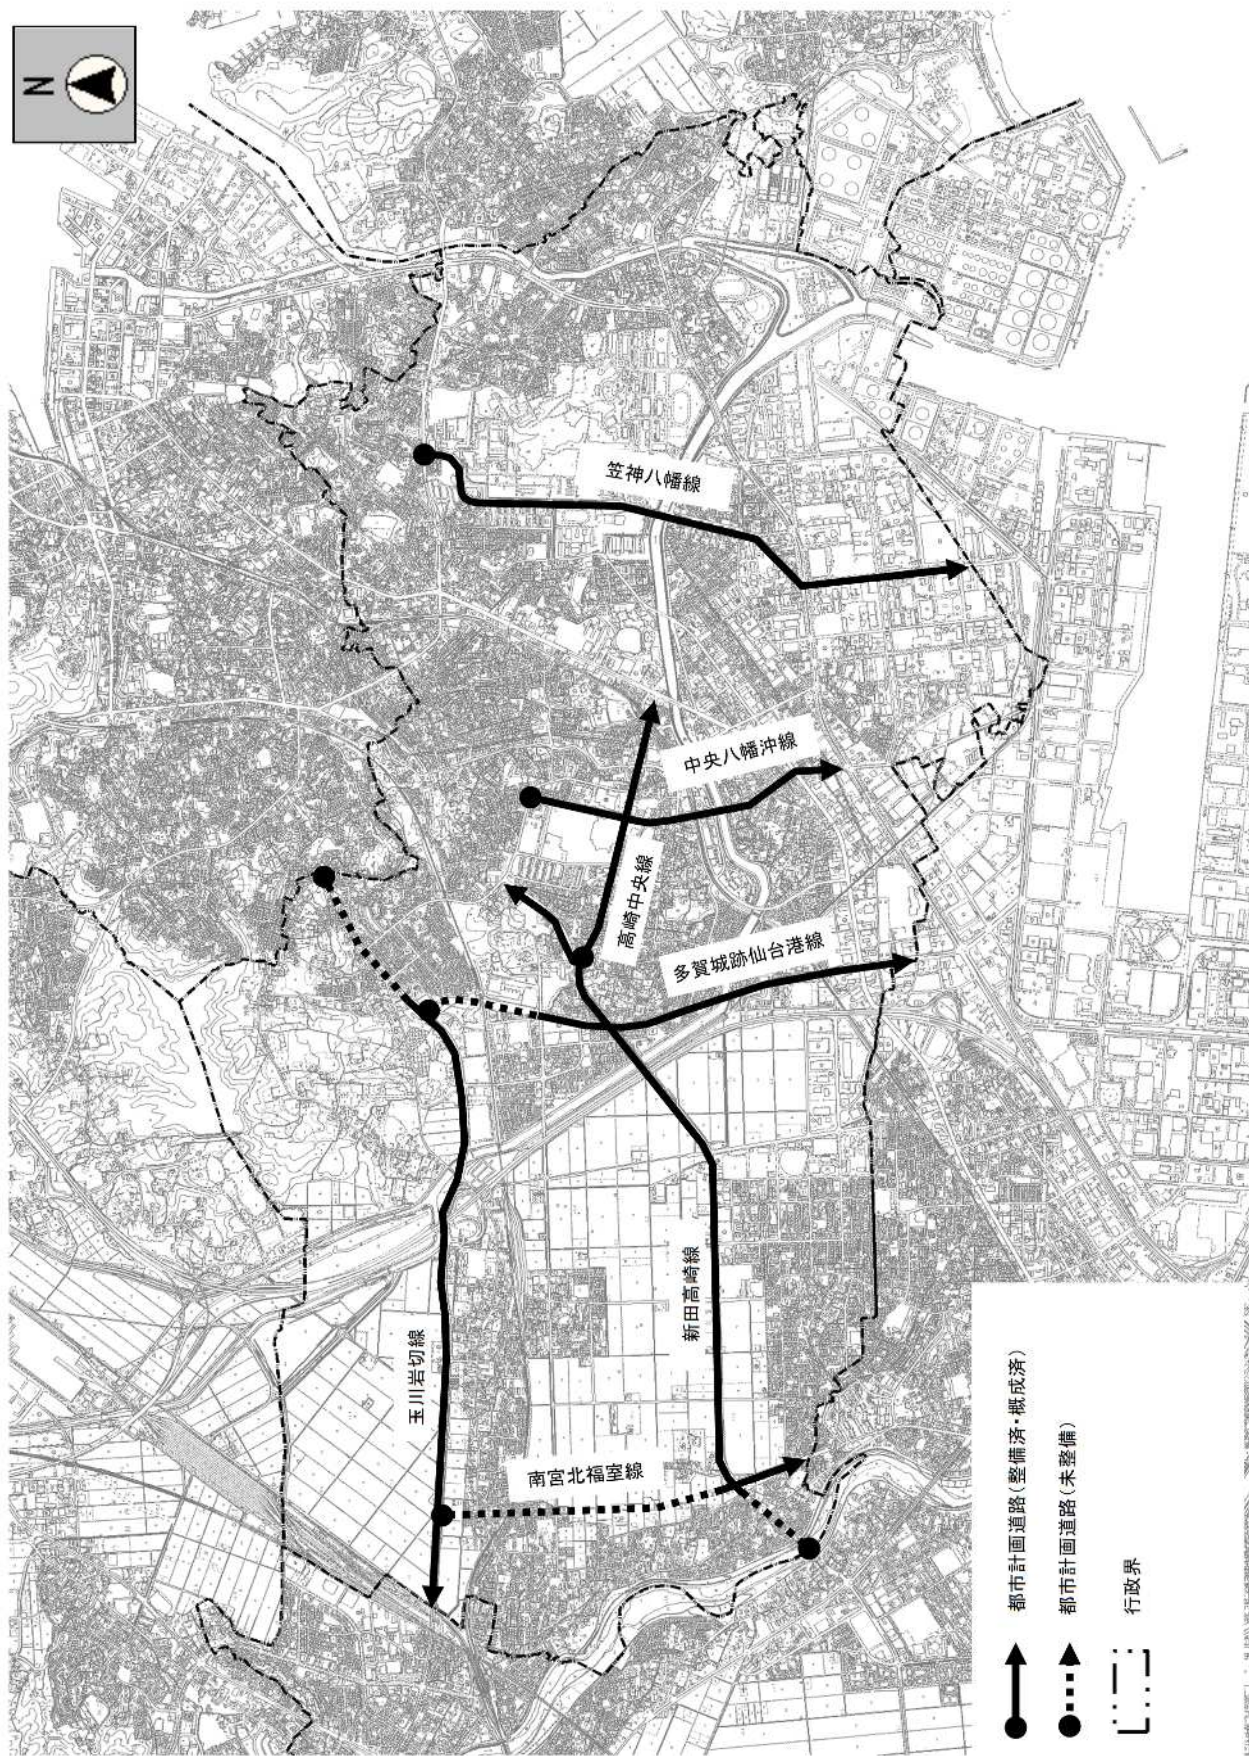 N
笠神八幡線
中央八幡沖線
高崎中央線
多賀城跡仙台港線
玉川岩切線
新田高崎線
南宮北福室線
都市計画道路（整備済・概成済）
都市計画道路（未整備）
行政界